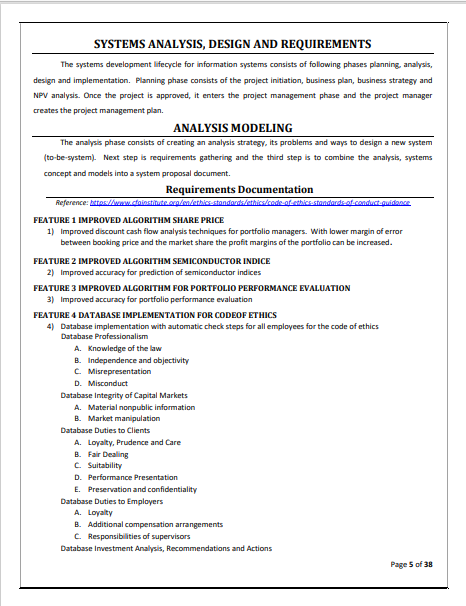 SYSTEMS ANALYSIS, DESIGN AND REQUIREMENTS
The systems development lifecycle for information systems consists of following phases planning, analysis,
design and implementation. Planning phase consists of the project initiation, business plan, business strategy and
NPV analysis. Once the project is approved, it enters the project management phase and the project manager
creates the project management plan.
ANALYSIS MODELING
The analysis phase consists of creating an analysis strategy, its problems and ways to design a new system
(to-be-system). Next step is requirements gathering and the third step is to combine the analysis, systems
concept and models into a system proposal document.
Requirements Documentation
Reference: https://www.cfainstitute.org/en/ethics-standards/ethics/code-of-ethics-standards-of-conduct-guidance
FEATURE 1 IMPROVED ALGORITHM SHARE PRICE
1) Improved discount cash flow analysis techniques for portfolio managers. With lower margin of error
between booking price and the market share the profit margins of the portfolio can be increased.
FEATURE 2 IMPROVED ALGORITHM SEMICONDUCTOR INDICE
2) Improved accuracy for prediction of semiconductor indices
FEATURE 3 IMPROVED ALGORITHM FOR PORTFOLIO PERFORMANCE EVALUATION
3) Improved accuracy for portfolio performance evaluation
FEATURE 4 DATABASE IMPLEMENTATION FOR CODEOF ETHICS
4) Database implementation with automatic check steps for all employees for the code of ethics
Database Professionalism
A. Knowledge of the law
B. Independence and objectivity
C. Misrepresentation
D. Misconduct
Database Integrity of Capital Markets
A. Material nonpublic information
B. Market manipulation
Database Duties to Clients
A. Loyalty, Prudence and Care
B. Fair Dealing
C. Suitability
D. Performance Presentation
E. Preservation and confidentiality
Database Duties to Employers
A. Loyalty
B. Additional compensation arrangements
C. Responsibilities of supervisors
Database Investment Analysis, Recommendations and Actions
Page 5 of 38